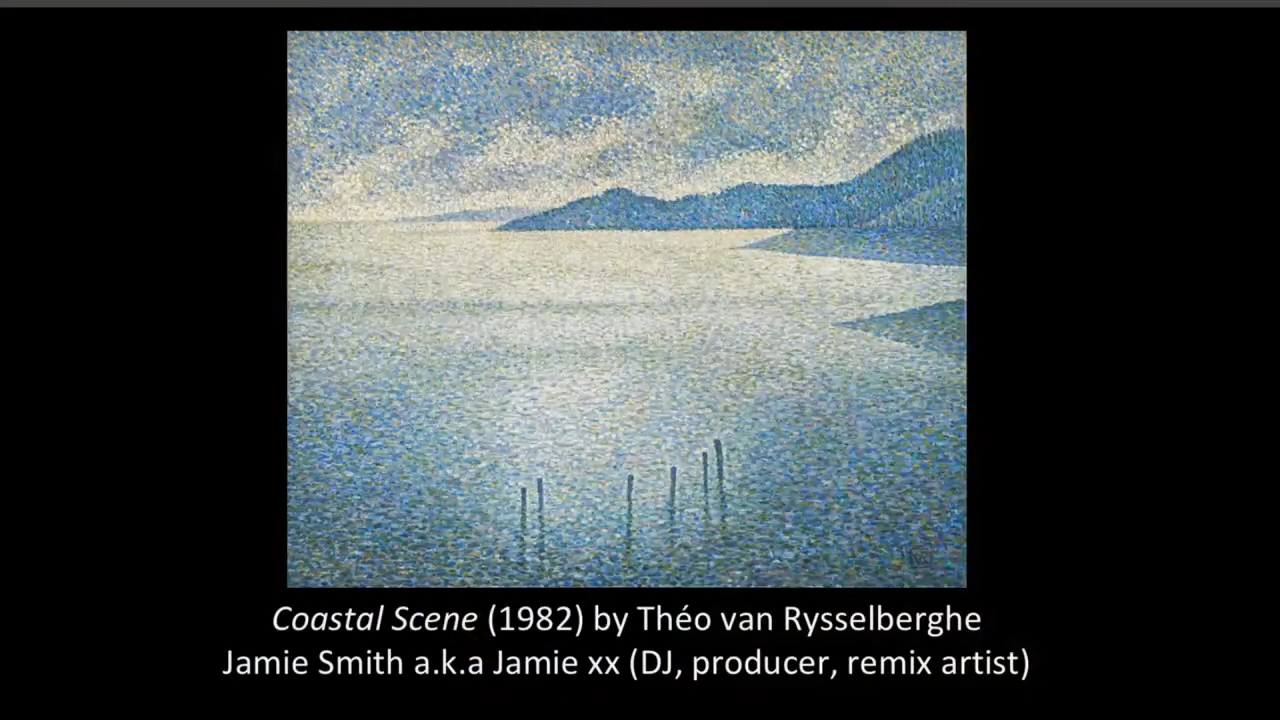 Coastal Scene (1982) by Théo van Rysselberghe
Jamie Smith a.k.a Jamie xx (DJ, producer, remix artist)